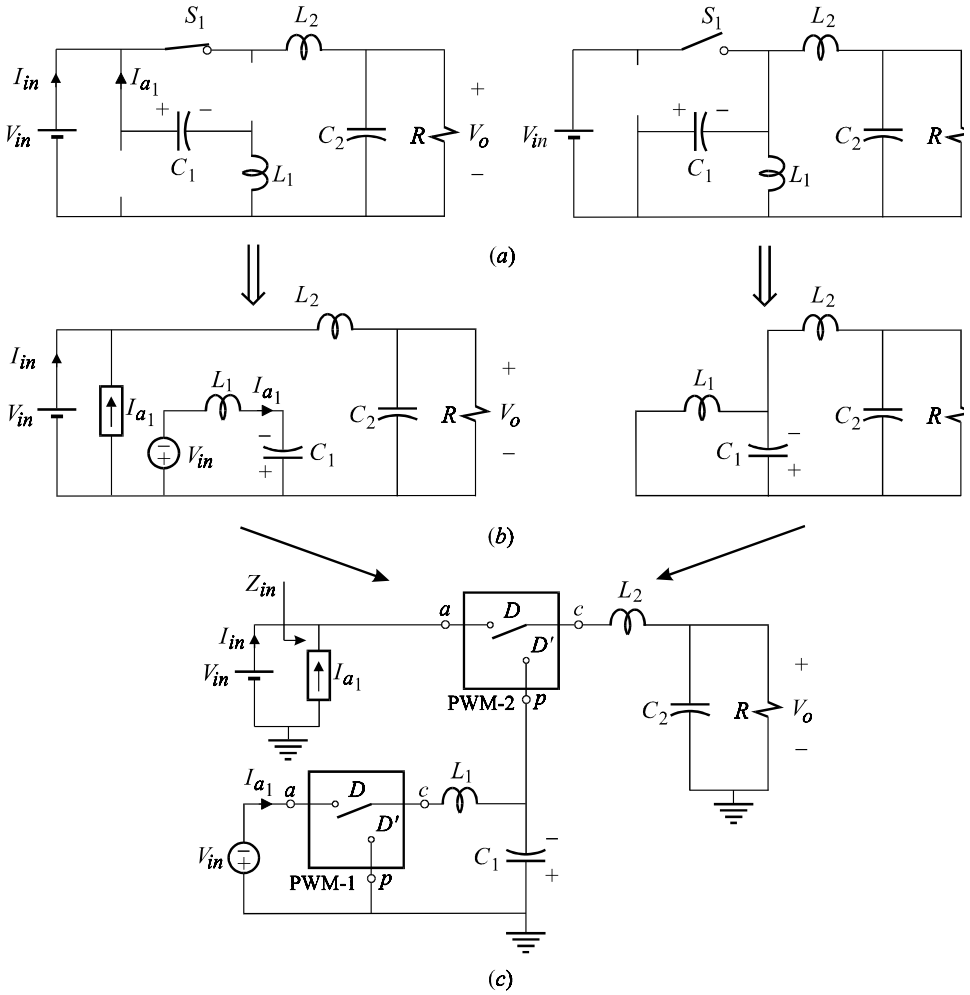 S1 L2 S1 L2
Iin Ia1
+ − + + −
Vin C1 C2 R Vo Vin C1 C2 R
L1 − L1
(a)
L2 L2
Iin
L1 Ia1 + L1
Vin Ia1 − C2 R Vo − C2 R
− + Vin C1 C1
+ − +
(b)
Zin a D c L2
Iin D'
Vin Ia1 +
PWM-2 p C2 R Vo
−
Ia1 a D c L1
D'
Vin − + C1 −
PWM-1 p +
(c)